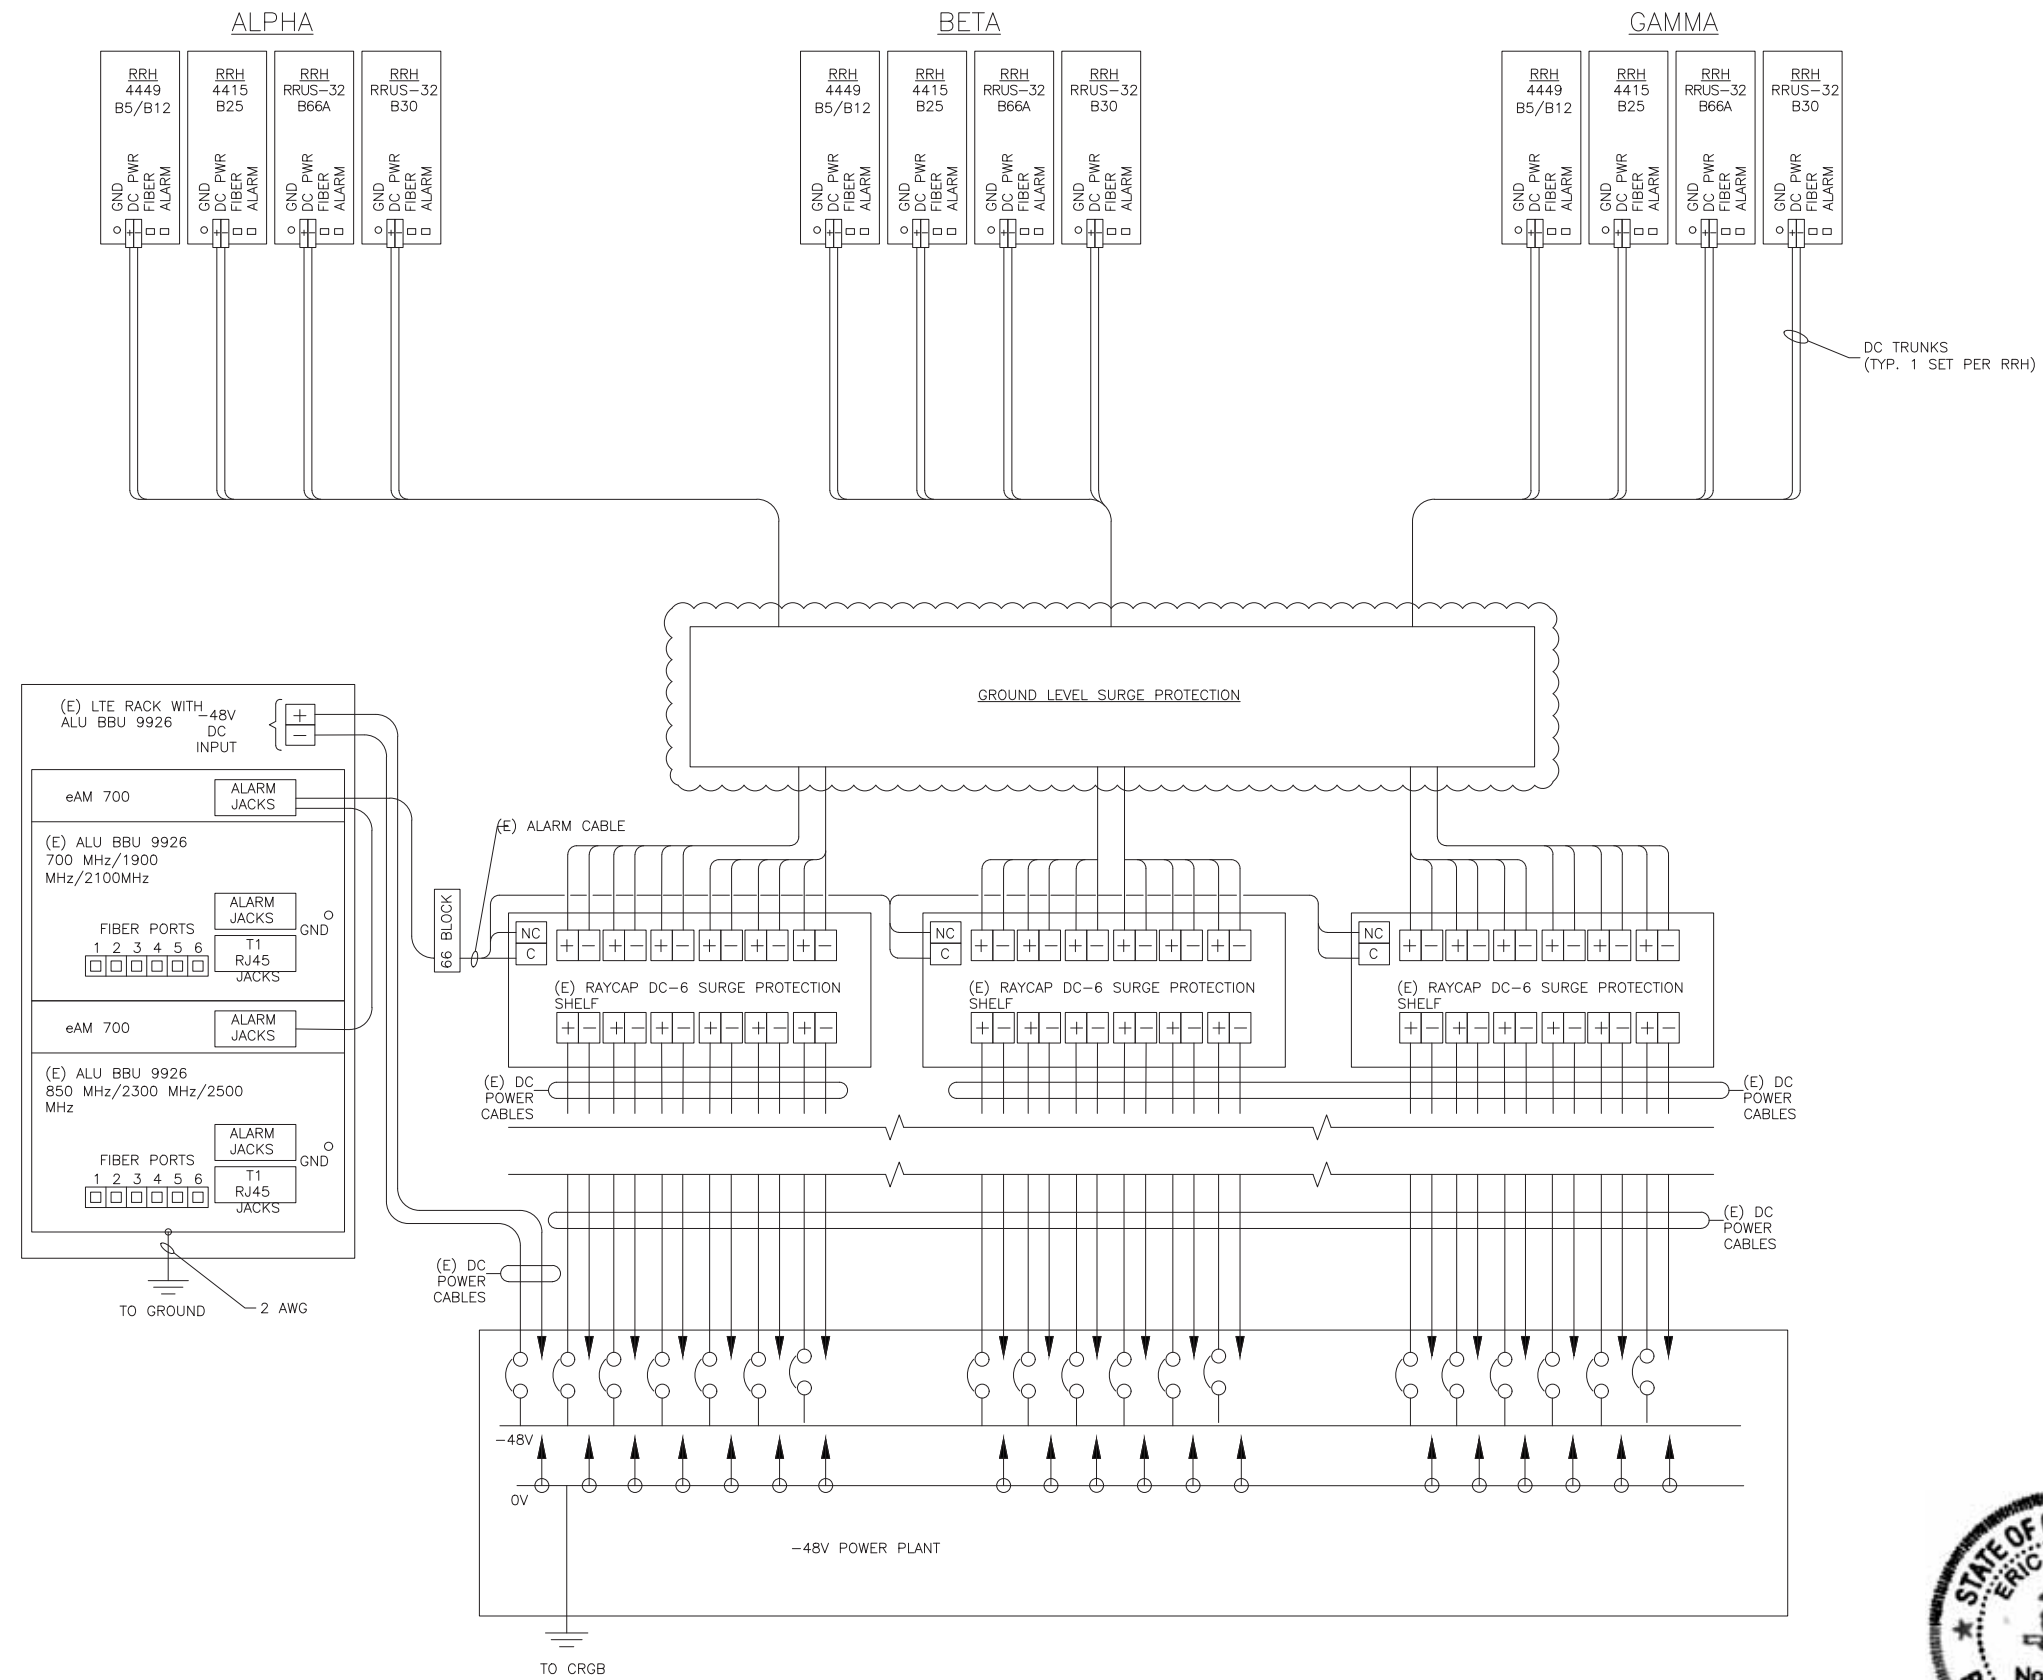 ALPHA
BETA
GAMMA
RRH
4449
B5/B12
GND
DC PWR
FIBER
ALARM
RRH
4415
B25
GND
DC PWR
FIBER
ALARM
RRH
RRUS-32
B66A
GND
DC PWR
FIBER
ALARM
RRH
RRUS-32
B30
GND
DC PWR
FIBER
ALARM
RRH
4449
B5/B12
GND
DC PWR
FIBER
ALARM
RRH
4415
B25
GND
DC PWR
FIBER
ALARM
RRH
RRUS-32
B66A
GND
DC PWR
FIBER
ALARM
RRH
RRUS-32
B30
GND
DC PWR
FIBER
ALARM
RRH
4449
B5/B12
GND
DC PWR
FIBER
ALARM
RRH
4415
B25
GND
DC PWR
FIBER
ALARM
RRH
RRUS-32
B66A
GND
DC PWR
FIBER
ALARM
RRH
RRUS-32
B30
GND
DC PWR
FIBER
ALARM
DC TRUNKS
(TYP. 1 SET PER RRH)
GROUND LEVEL SURGE PROTECTION
(E) LTE RACK WITH
ALU BBU 9926
-48V
DC
INPUT
+
-
eAM 700
ALARM
JACKS
(E) ALU BBU 9926
700 MHz/1900
MHz/2100MHz
ALARM
JACKS
GND
FIBER PORTS
1 2 3 4 5 6
T1
RJ45
JACKS
eAM 700
ALARM
JACKS
(E) ALU BBU 9926
850 MHz/2300 MHz/2500
MHz
ALARM
JACKS
GND
FIBER PORTS
1 2 3 4 5 6
T1
RJ45
JACKS
TO GROUND
2 AWG
(E) ALARM CABLE
66 BLOCK
NC
C
+ - + - + - + - + - + -
(E) RAYCAP DC-6 SURGE PROTECTION
SHELF
+ - + - + - + - + - + -
NC
C
+ - + - + - + - + - + -
(E) RAYCAP DC-6 SURGE PROTECTION
SHELF
+ - + - + - + - + - + -
NC
C
+ - + - + - + - + - + -
(E) RAYCAP DC-6 SURGE PROTECTION
SHELF
+ - + - + - + - + - + -
(E) DC
POWER
CABLES
(E) DC
POWER
CABLES
(E) DC
POWER
CABLES
(E) DC
POWER
CABLES
-48V
0V
-48V POWER PLANT
TO CRGB
STATE OF
ERIC